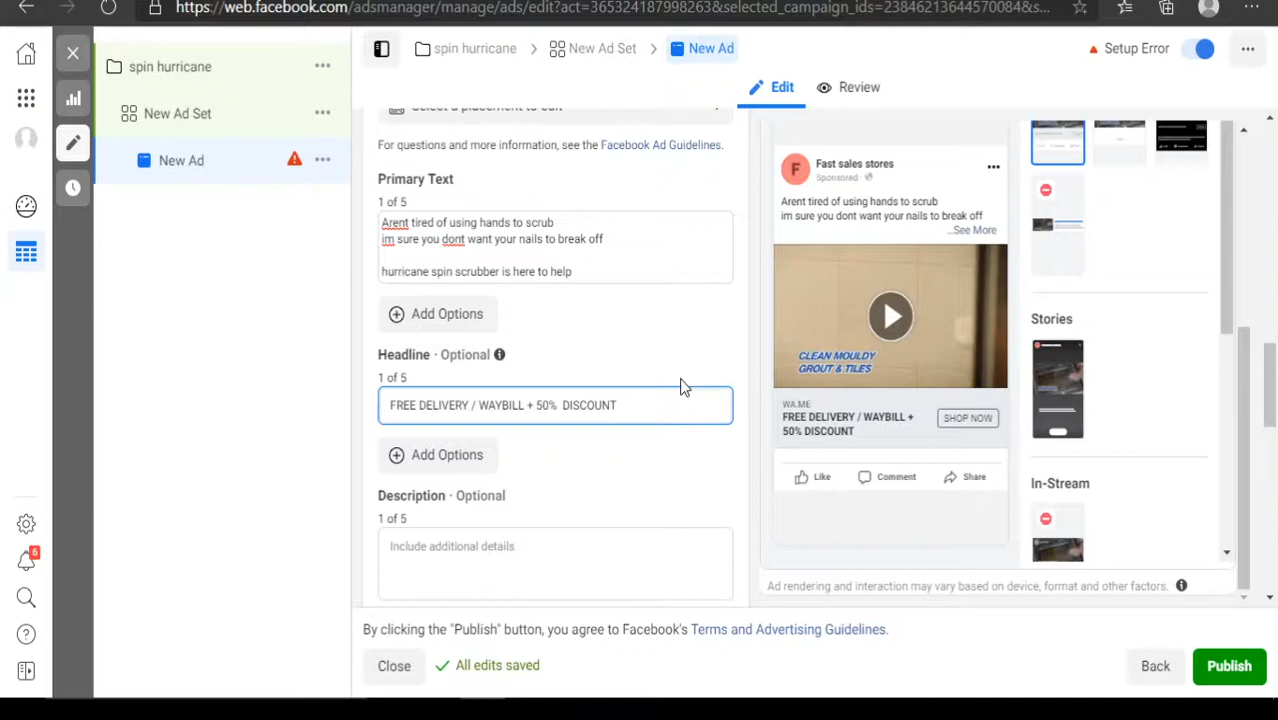 https://web.facebook.com/adsmanager/manage/ads/edit?act=365324187998263&selected_campaign_ids=23846213644570084&s...
spin hurricane
New Ad Set
New Ad
Setup Error
spin hurricane
New Ad Set
New Ad
Edit
Review
Select a placement to edit
For questions and more information, see the Facebook Ad Guidelines.
Primary Text
1 of 5
Arent tired of using hands to scrub
im sure you dont want your nails to break off
hurricane spin scrubber is here to help
Add Options
Headline · Optional
1 of 5
FREE DELIVERY / WAYBILL + 50%  DISCOUNT
Add Options
Description · Optional
1 of 5
Include additional details
F
Fast sales stores
Sponsored ·
Arent tired of using hands to scrub
im sure you dont want your nails to break off
...See More
CLEAN MOULDY
GROUT & TILES
WA.ME
FREE DELIVERY / WAYBILL +
50% DISCOUNT
SHOP NOW
Like
Comment
Share
Stories
In-Stream
Ad rendering and interaction may vary based on device, format and other factors.
6
By clicking the "Publish" button, you agree to Facebook's Terms and Advertising Guidelines.
Close
All edits saved
Back
Publish